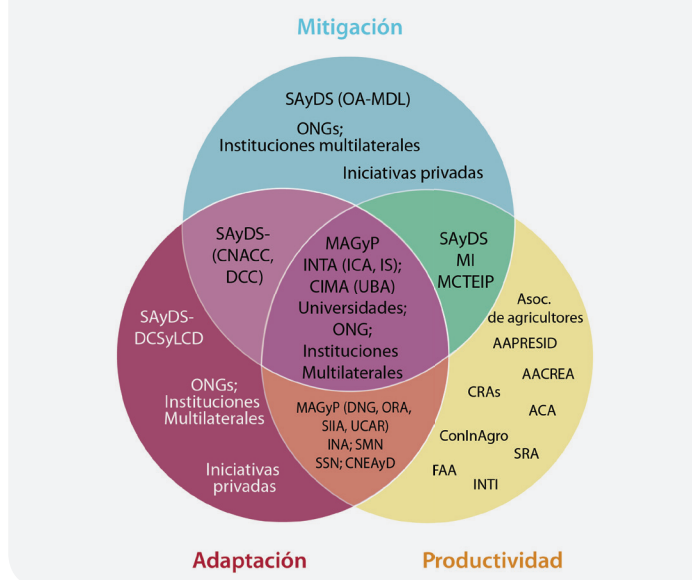 Mitigación
SAyDS (OA-MDL)
ONGs;
Instituciones multilaterales
Iniciativas privadas
SAyDS-
(CNACC,
DCC)
MAGyP
INTA (ICA, IS);
CIMA (UBA)
Universidades;
ONG;
Instituciones
Multilaterales
SAyDS
MI
MCTEIP
SAyDS-
DCSyLCD
ONGs;
Instituciones
Multilaterales
Iniciativas
privadas
MAGyP (DNG, ORA,
SIIA, UCAR)
INA; SMN
SSN; CNEAyD
Asoc.
de agricultores
AAPRESID
AACREA
CRAs
ACA
ConInAgro
SRA
FAA
INTI
Adaptación
Productividad